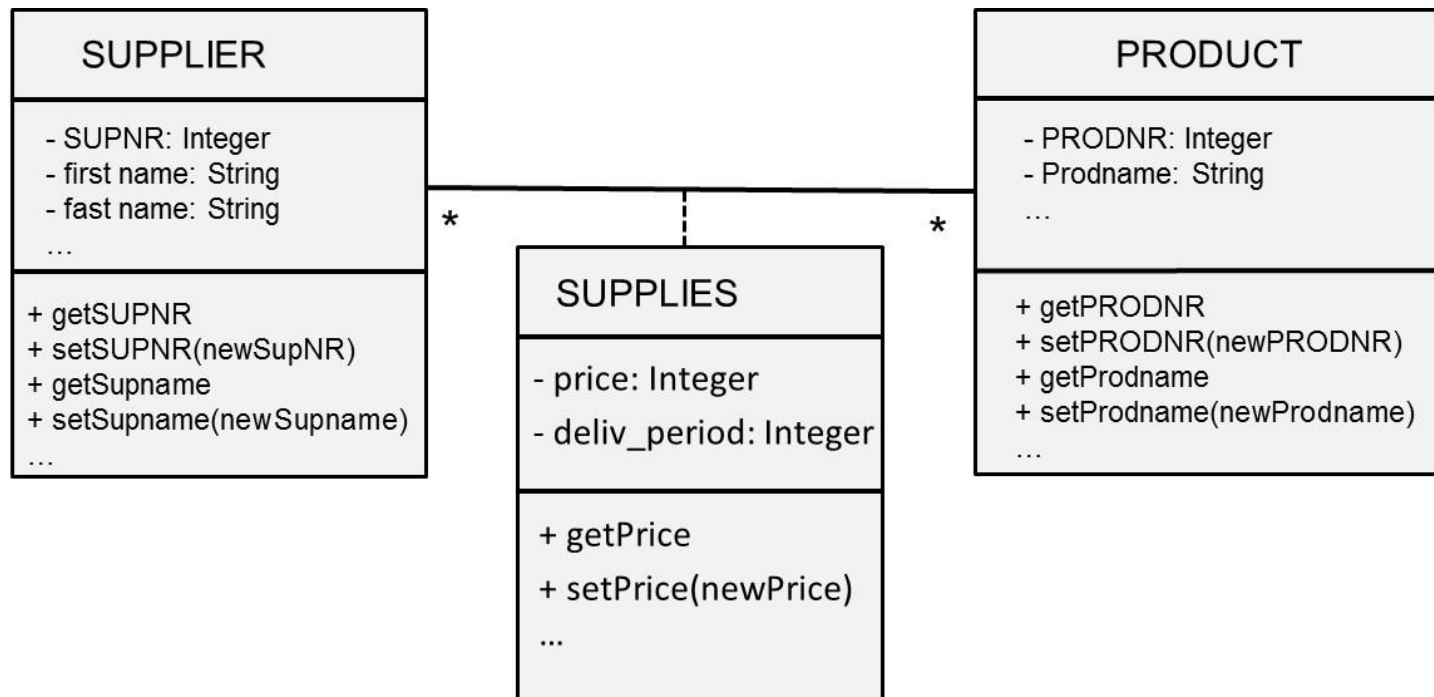 SUPPLIER
- SUPNR: Integer
- first name: String
- fast name: String
...
+ getSUPNR
+ setSUPNR(newSupNR)
+ getSupname
+ setSupname(newSupname)
...
*
*
SUPPLIES
- price: Integer
- deliv_period: Integer
+ getPrice
+ setPrice(newPrice)
...
PRODUCT
- PRODNR: Integer
- Prodname: String
...
+ getPRODNR
+ setPRODNR(newPRODNR)
+ getProdname
+ setProdname(newProdname)
...